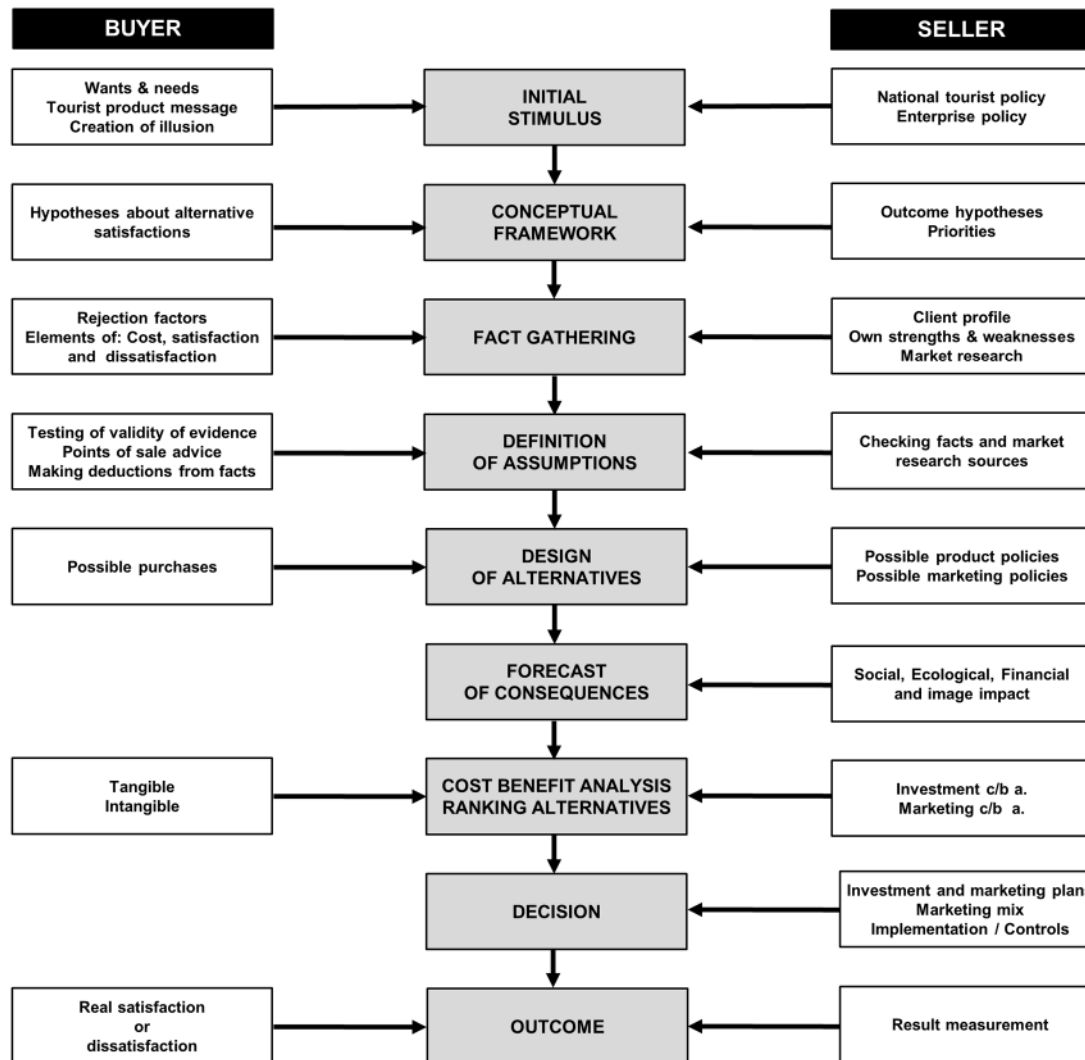 BUYER
SELLER
Wants & needs
Tourist product message
Creation of illusion
INITIAL
STIMULUS
National tourist policy
Enterprise policy
Hypotheses about alternative
satisfactions
CONCEPTUAL
FRAMEWORK
Outcome hypotheses
Priorities
Rejection factors
Elements of: Cost, satisfaction
and dissatisfaction
FACT GATHERING
Client profile
Own strengths & weaknesses
Market research
Testing of validity of evidence
Points of sale advice
Making deductions from facts
DEFINITION
OF ASSUMPTIONS
Checking facts and market
research sources
Possible purchases
DESIGN
OF ALTERNATIVES
Possible product policies
Possible marketing policies
FORECAST
OF CONSEQUENCES
Social, Ecological, Financial
and image impact
Tangible
Intangible
COST BENEFIT ANALYSIS
RANKING ALTERNATIVES
Investment c/b a.
Marketing c/b a.
DECISION
Investment and marketing plan
Marketing mix
Implementation / Controls
Real satisfaction
or
dissatisfaction
OUTCOME
Result measurement